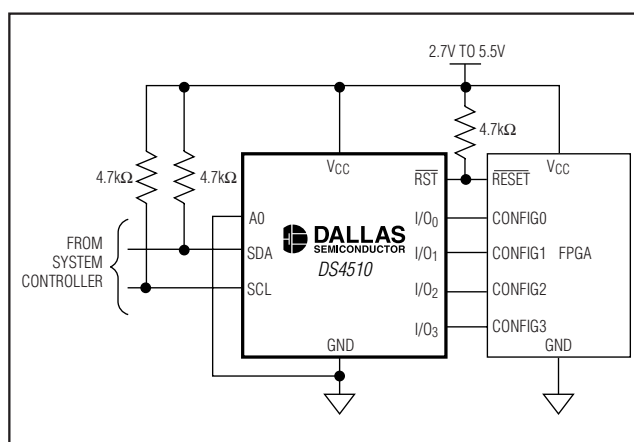 2.7V TO 5.5V
4.7kΩ
4.7kΩ
4.7kΩ
VCC
VCC
RST
RESET
A0
I/O0
CONFIG0
FROM
SYSTEM
CONTROLLER
SDA
DALLAS
SEMICONDUCTOR
DS4510
I/O1
CONFIG1
FPGA
SCL
I/O2
CONFIG2
I/O3
CONFIG3
GND
GND